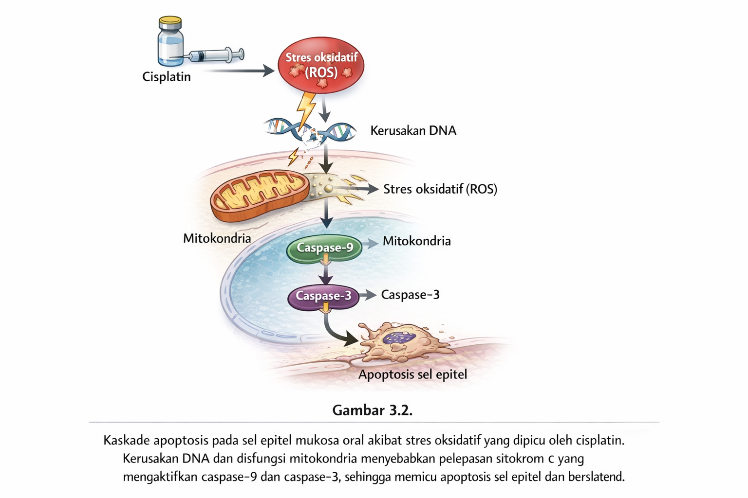 Stres oksidatif
(ROS)
Cisplatin
Kerusakan DNA
Stres oksidatif (ROS)
Mitokondria
Caspase-9
Mitokondria
Caspase-3
Caspase-3
Apoptosis sel epitel
Gambar 3.2.
Kaskade apoptosis pada sel epitel mukosa oral akibat stres oksidatif yang dipicu oleh cisplatin.
Kerusakan DNA dan disfungsi mitokondria menyebabkan pelepasan sitokrom c yang
mengaktifkan caspase-9 dan caspase-3, sehingga memicu apoptosis sel epitel dan berslatend.